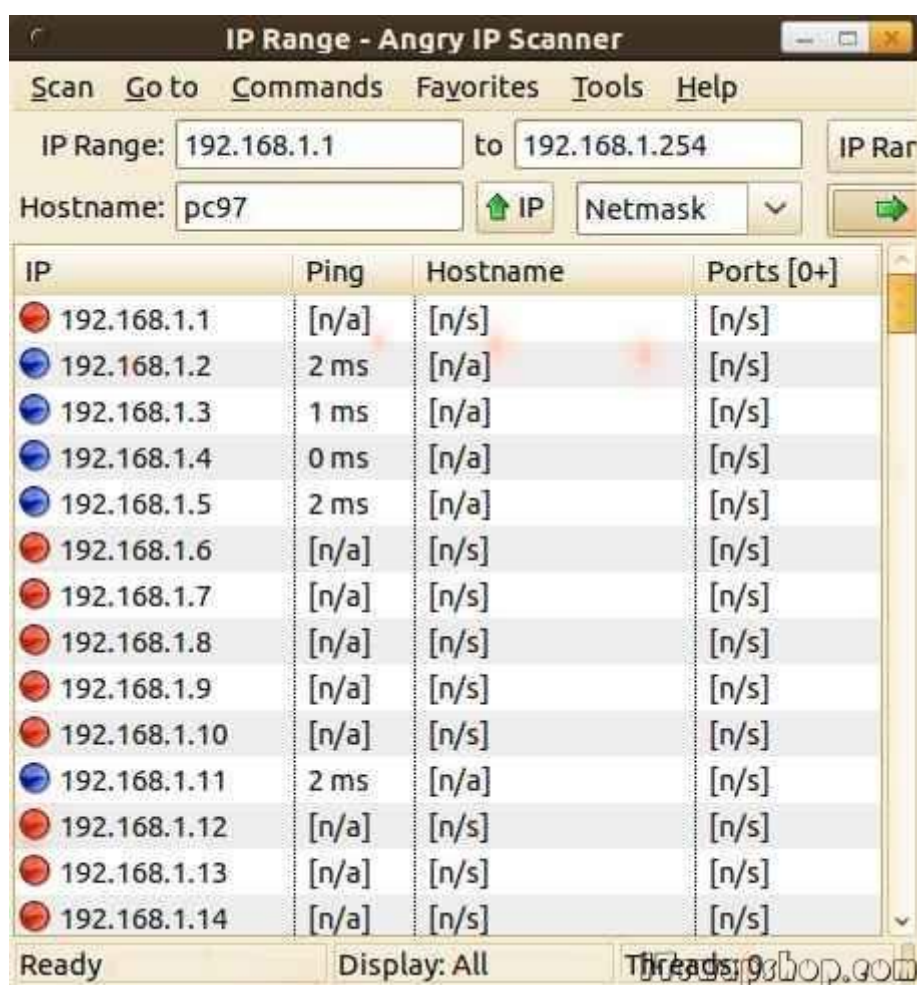 IP Range - Angry IP Scanner
Scan Go to Commands Favorites Tools Help
IP Range: 192.168.1.1 to 192.168.1.254 IP Ran
Hostname: pc97 IP Netmask
IP Ping Hostname Ports [0+]
192.168.1.1 [n/a] [n/s] [n/s]
192.168.1.2 2 ms [n/a] [n/s]
192.168.1.3 1 ms [n/a] [n/s]
192.168.1.4 0 ms [n/a] [n/s]
192.168.1.5 2 ms [n/a] [n/s]
192.168.1.6 [n/a] [n/s] [n/s]
192.168.1.7 [n/a] [n/s] [n/s]
192.168.1.8 [n/a] [n/s] [n/s]
192.168.1.9 [n/a] [n/s] [n/s]
192.168.1.10 [n/a] [n/s] [n/s]
192.168.1.11 2 ms [n/a] [n/s]
192.168.1.12 [n/a] [n/s] [n/s]
192.168.1.13 [n/a] [n/s] [n/s]
192.168.1.14 [n/a] [n/s] [n/s]
Ready Display: All Threads: 0